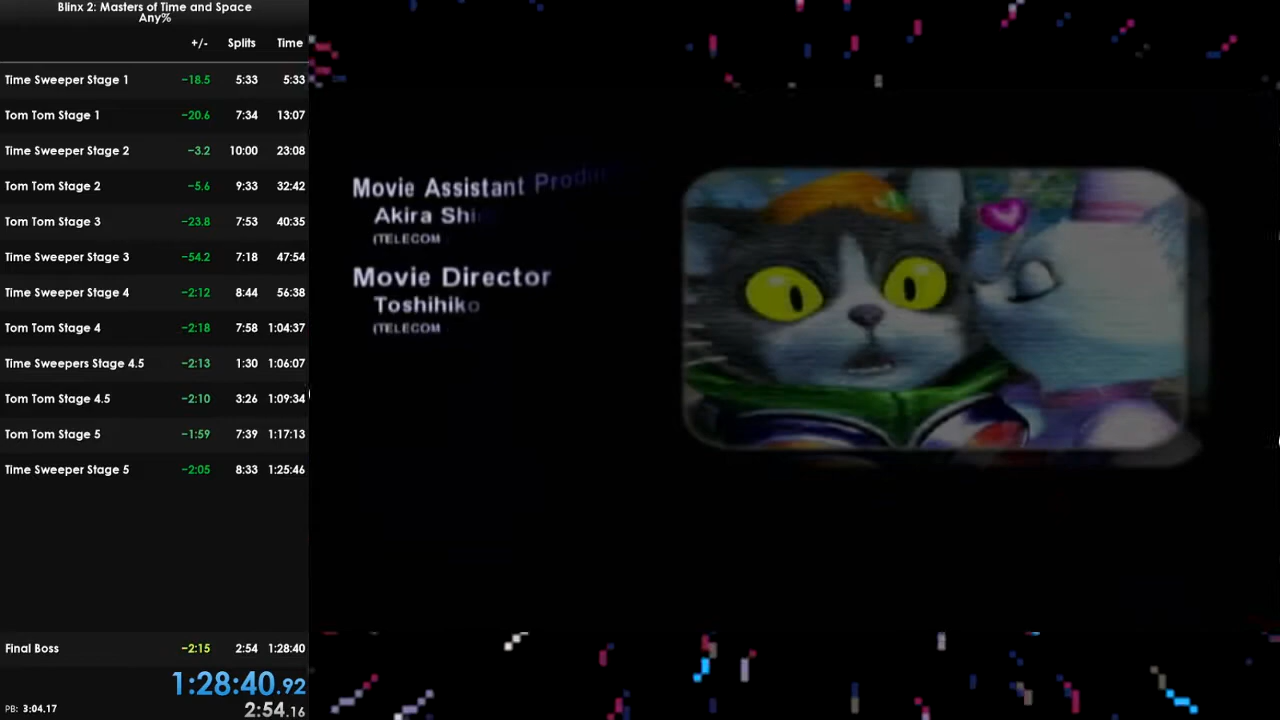 Blinx 2: Masters of Time and Space
Any%
+/- Splits Time
Time Sweeper Stage 1 −18.5 5:33 5:33
Tom Tom Stage 1 −20.6 7:34 13:07
Time Sweeper Stage 2 −3.2 10:00 23:08
Tom Tom Stage 2 −5.6 9:33 32:42
Tom Tom Stage 3 −23.8 7:53 40:35
Time Sweeper Stage 3 −54.2 7:18 47:54
Time Sweeper Stage 4 −2:12 8:44 56:38
Tom Tom Stage 4 −2:18 7:58 1:04:37
Time Sweepers Stage 4.5 −2:13 1:30 1:06:07
Tom Tom Stage 4.5 −2:10 3:26 1:09:34
Tom Tom Stage 5 −1:59 7:39 1:17:13
Time Sweeper Stage 5 −2:05 8:33 1:25:46
Final Boss −2:15 2:54 1:28:40
1:28:40.92
PB: 3:04.17 2:54.16
Movie Assistant
Akira
(TELECOM
Movie Director
Toshihiko
(TELECOM